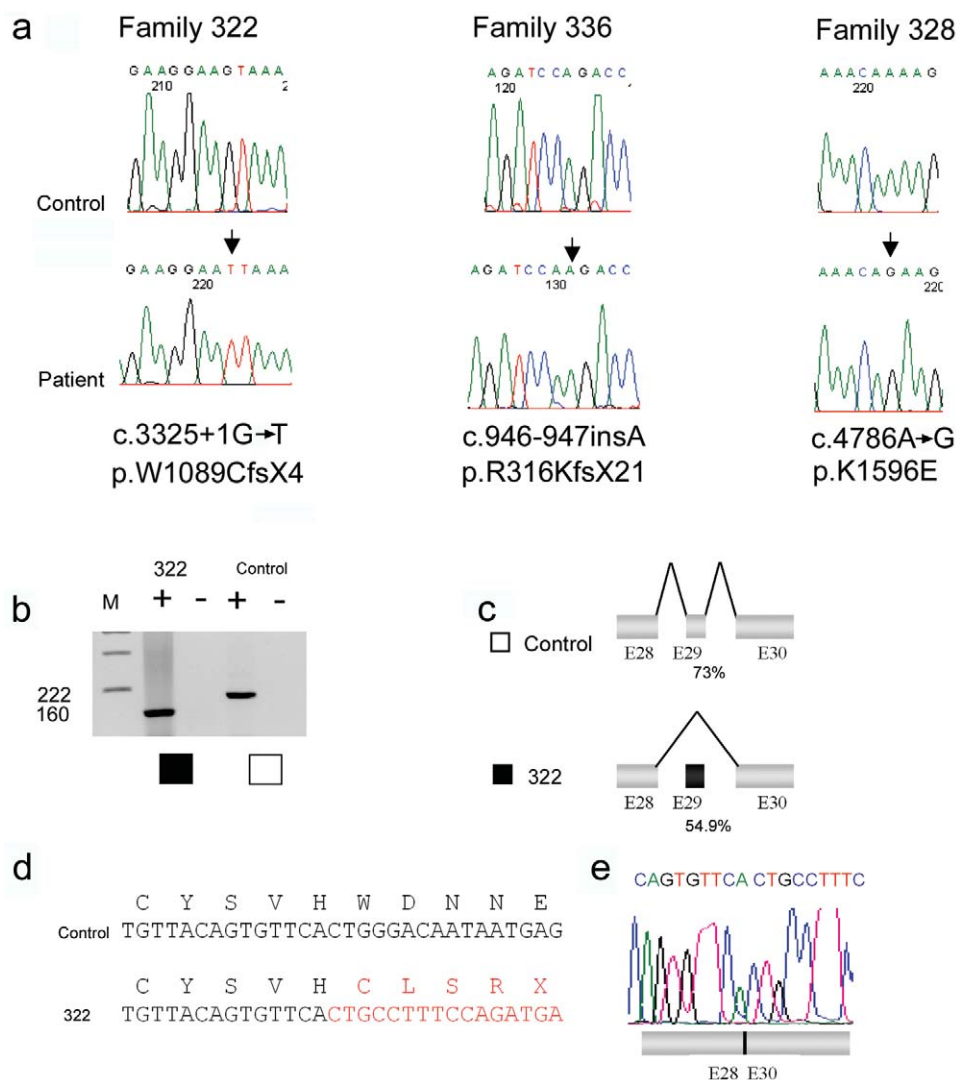 a
Family 322
Family 336
Family 328
GAAGGAAGTAAA
210
2
AGATCCAGACC
120
AAACAAAAG
220
Control
GAAGGAATTAAA
220
AGATCCAAGACC
130
AAACAGAAG
220
Patient
c.3325+1G→T
p.W1089CfsX4
c.946-947insA
p.R316KfsX21
c.4786A→G
p.K1596E
b
322
Control
M + - + -
222
160
c
Control
E28 E29 E30
73%
322
E28 E29 E30
54.9%
d
C Y S V H W D N N E
Control TGTTACAGTGTTCACTGGGACAATAATGAG
C Y S V H C L S R X
322 TGTTACAGTGTTCACTGCCTTTCCAGATGA
e
CAGTGTTCACTGCCTTTC
E28 E30